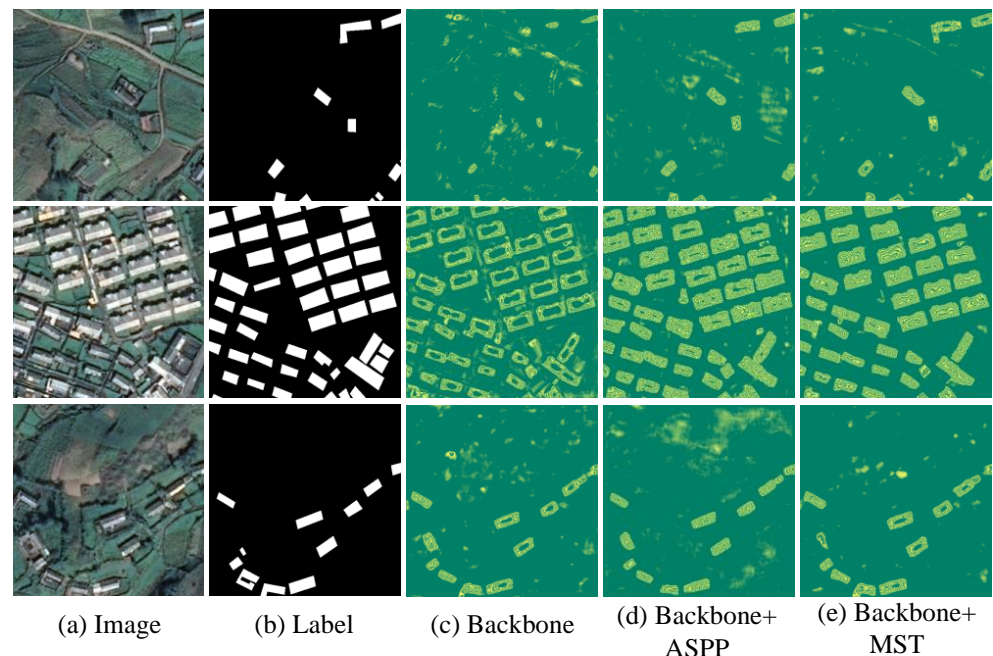 (a) Image
(b) Label
(c) Backbone
(d) Backbone+
ASPP
(e) Backbone+
MST